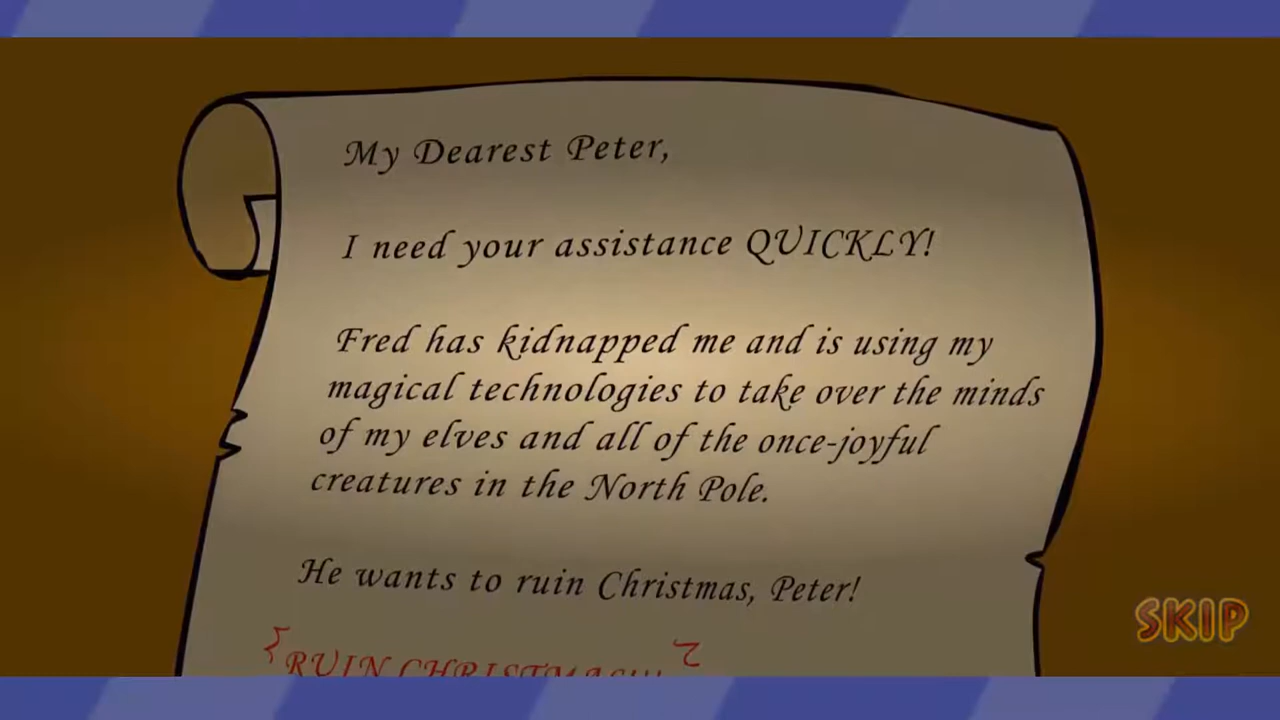 My Dearest Peter,
I need your assistance QUICKLY!
Fred has kidnapped me and is using my
magical technologies to take over the minds
of my elves and all of the once-joyful
creatures in the North Pole.
He wants to ruin Christmas, Peter!
RUIN CHRISTMAS!!!
SKIP